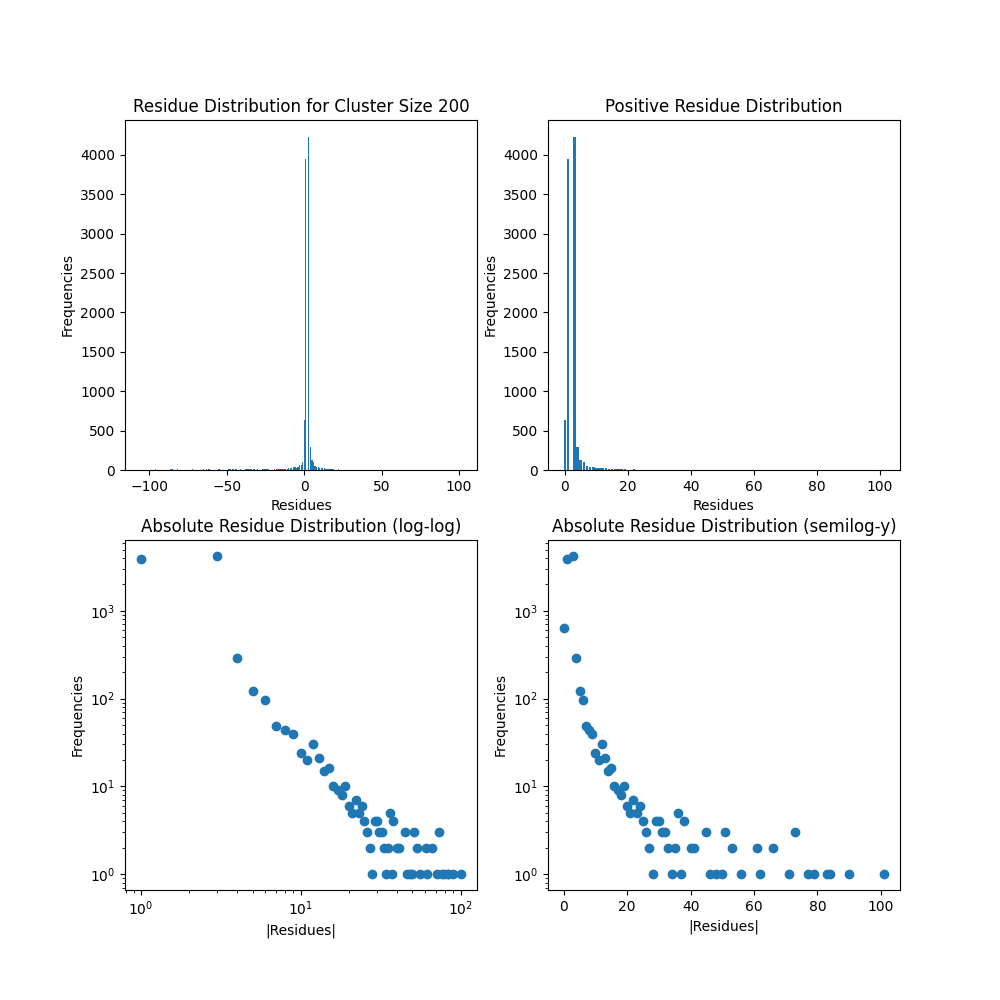 Residue Distribution for Cluster Size 200
Frequencies
4000
3500
3000
2500
2000
1500
1000
500
0
−100 −50 0 50 100
Residues
Positive Residue Distribution
Frequencies
4000
3500
3000
2500
2000
1500
1000
500
0
0 20 40 60 80 100
Residues
Absolute Residue Distribution (log-log)
Frequencies
10³
10²
10¹
10⁰
10⁰ 10¹ 10²
|Residues|
Absolute Residue Distribution (semilog-y)
Frequencies
10³
10²
10¹
10⁰
0 20 40 60 80 100
|Residues|